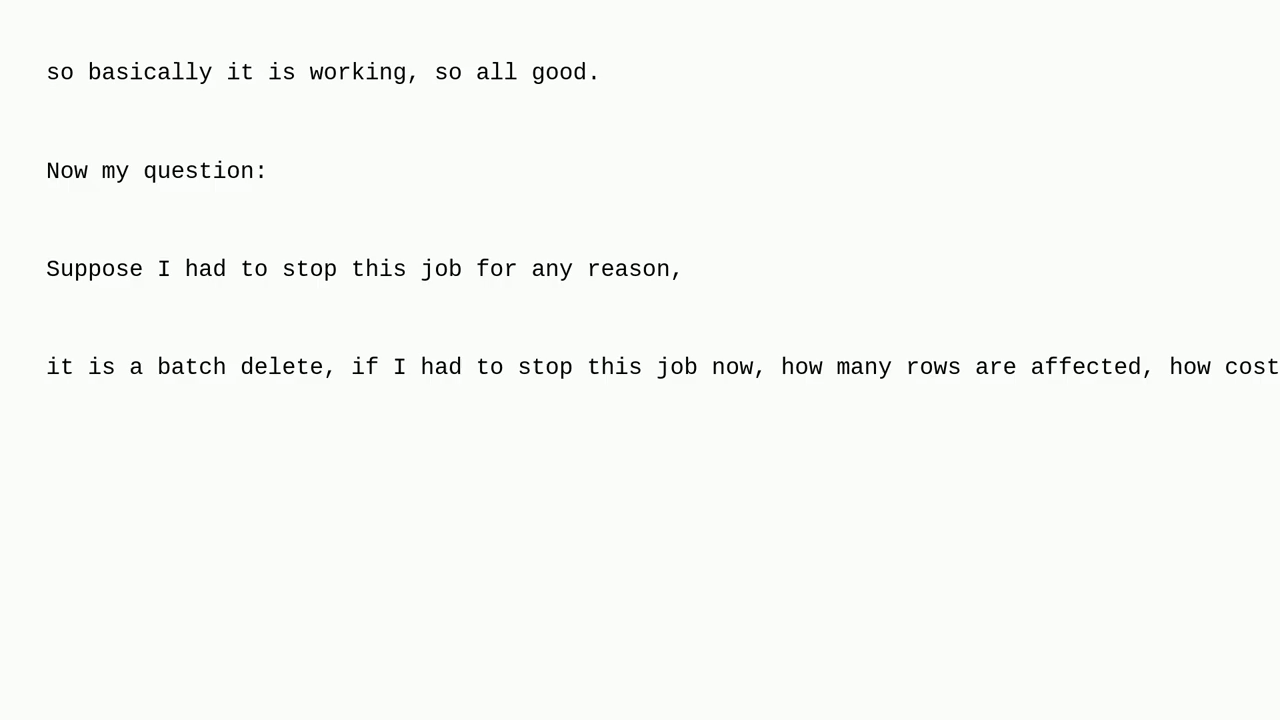 so basically it is working, so all good.
Now my question:
Suppose I had to stop this job for any reason,
it is a batch delete, if I had to stop this job now, how many rows are affected, how cost